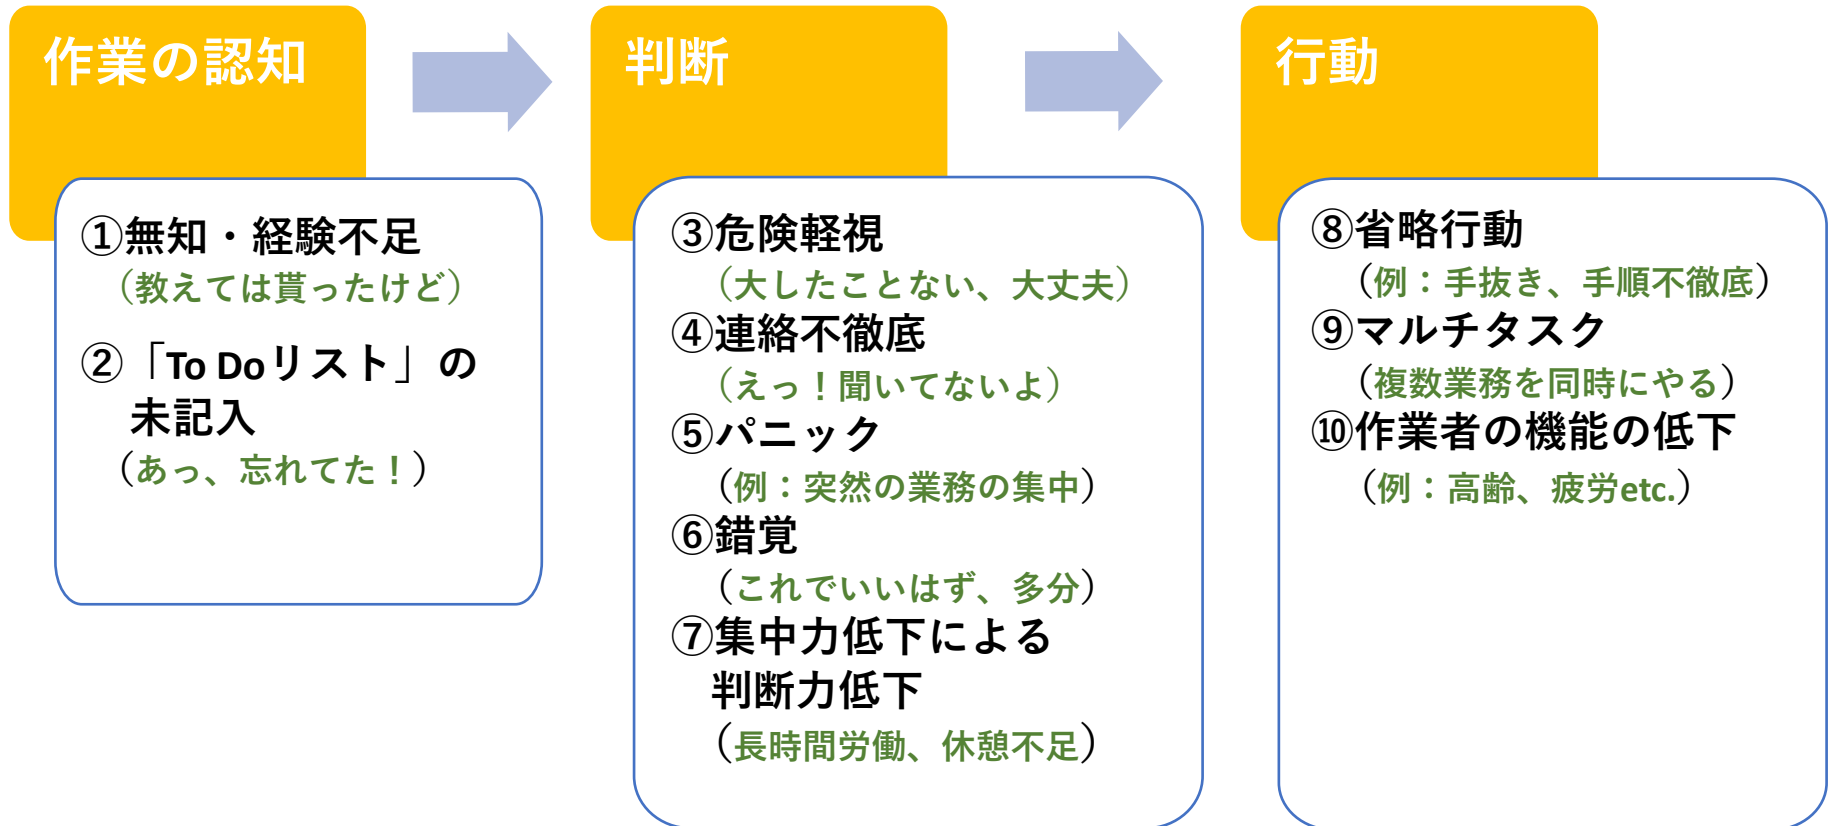 作業の認知
①無知・経験不足
（教えては貰ったけど）
②「To Doリスト」の
未記入
（あっ、忘れてた！）
判断
③危険軽視
（大したことない、大丈夫）
④連絡不徹底
（えっ！聞いてないよ）
⑤パニック
（例：突然の業務の集中）
⑥錯覚
（これでいいはず、多分）
⑦集中力低下による
判断力低下
（長時間労働、休憩不足）
行動
⑧省略行動
（例：手抜き、手順不徹底）
⑨マルチタスク
（複数業務を同時にやる）
⑩作業者の機能の低下
（例：高齢、疲労etc.）